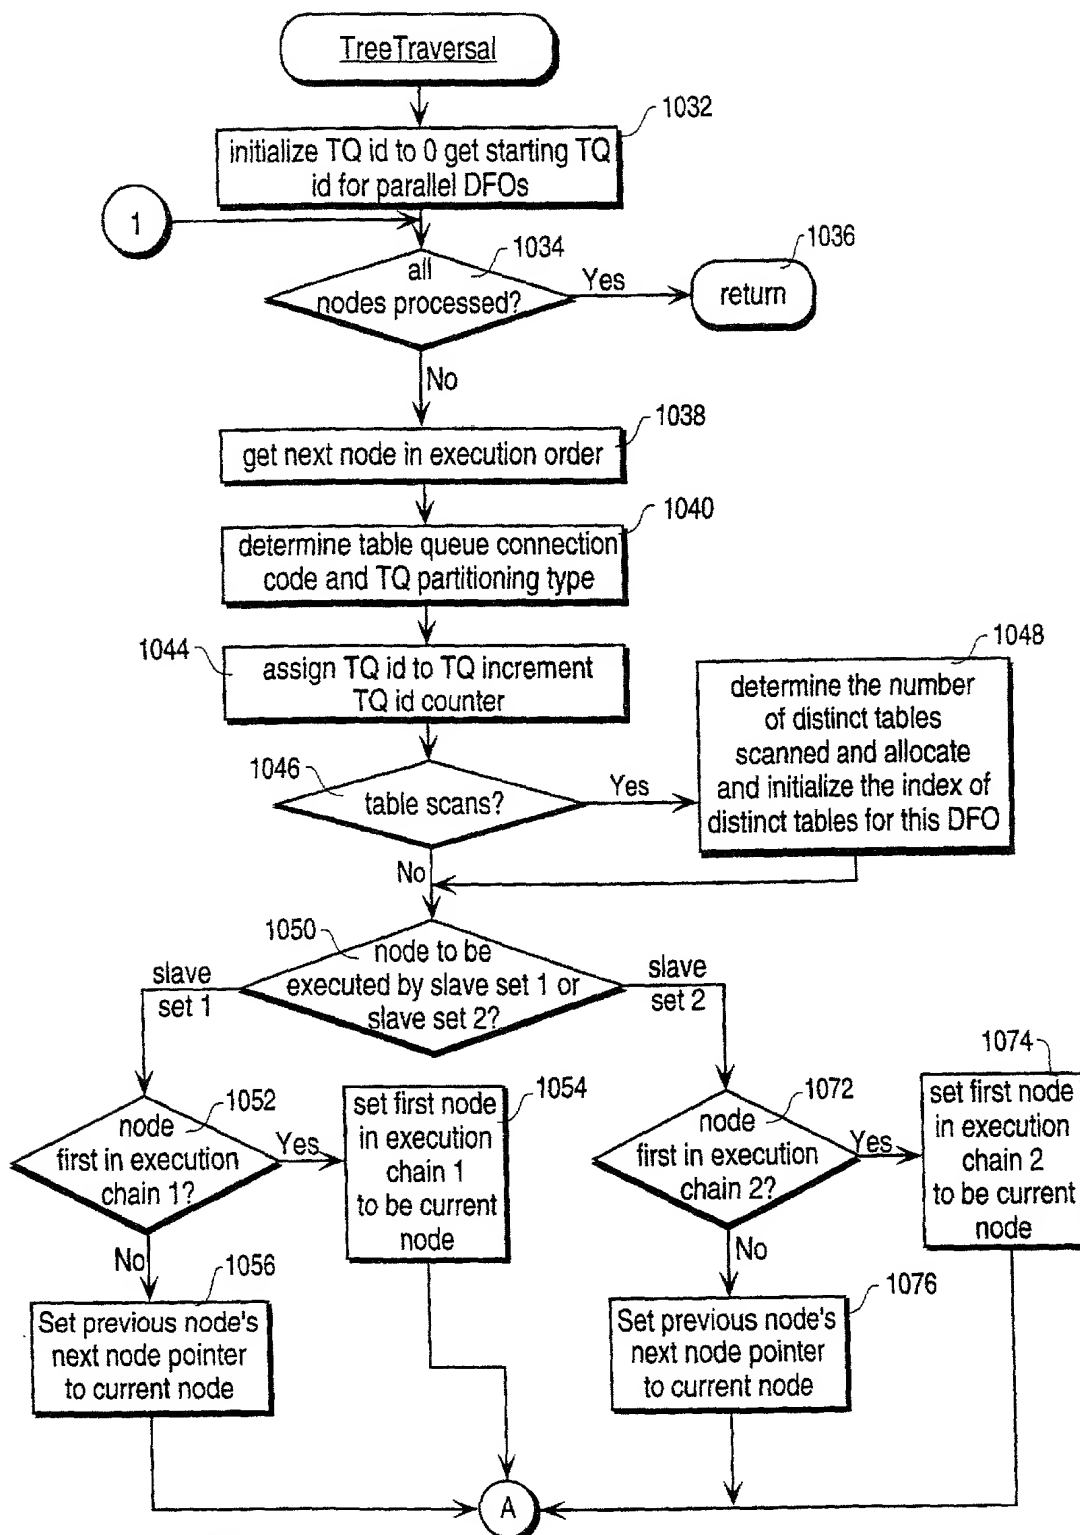 TreeTraversal
1032
initialize TQ id to 0 get starting TQ
id for parallel DFOs
1
1034
all
nodes processed?
Yes
1036
return
No
1038
get next node in execution order
1040
determine table queue connection
code and TQ partitioning type
1044
assign TQ id to TQ increment
TQ id counter
1048
determine the number
of distinct tables
scanned and allocate
and initialize the index of
distinct tables for this DFO
1046
table scans?
Yes
No
1050
node to be
executed by slave set 1 or
slave set 2?
slave
set 1
slave
set 2
1052
node
first in execution
chain 1?
Yes
1054
set first node
in execution
chain 1
to be current
node
1072
node
first in execution
chain 2?
Yes
1074
set first node
in execution
chain 2
to be current
node
No
1056
Set previous node's
next node pointer
to current node
No
1076
Set previous node's
next node pointer
to current node
A